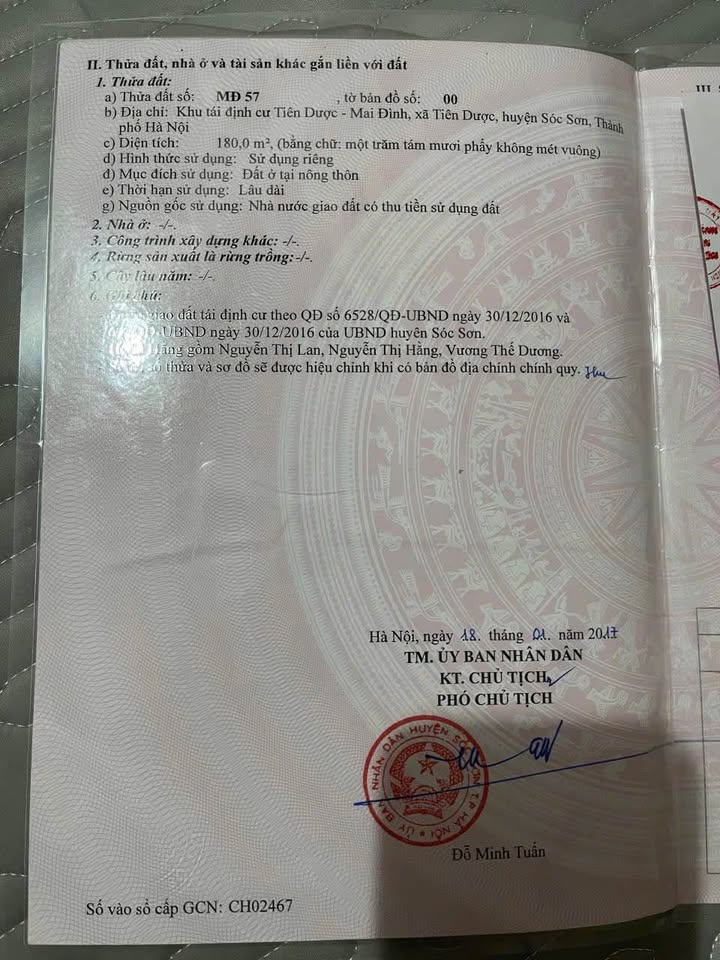 II. Thửa đất, nhà ở và tài sản khác gắn liền với đất
1. Thửa đất:
a) Thửa đất số: MĐ 57 , tờ bản đồ số: 00
b) Địa chỉ: Khu tái định cư Tiên Dược - Mai Đình, xã Tiên Dược, huyện Sóc Sơn, Thành
phố Hà Nội
c) Diện tích: 180,0 m², (bằng chữ: một trăm tám mươi phẩy không mét vuông)
d) Hình thức sử dụng: Sử dụng riêng
đ) Mục đích sử dụng: Đất ở tại nông thôn
e) Thời hạn sử dụng: Lâu dài
g) Nguồn gốc sử dụng: Nhà nước giao đất có thu tiền sử dụng đất
2. Nhà ở: -/-.
3. Công trình xây dựng khác: -/-.
4. Rừng sản xuất là rừng trồng:-/-.
5. Cây lâu năm: -/-.
6. Ghi chú:
giao đất tái định cư theo QĐ số 6528/QĐ-UBND ngày 30/12/2016 và
-UBND ngày 30/12/2016 của UBND huyện Sóc Sơn.
gồm Nguyễn Thị Lan, Nguyễn Thị Hằng, Vương Thế Dương.
thửa và sơ đồ sẽ được hiệu chỉnh khi có bản đồ địa chính chính quy.
Hà Nội, ngày 18. tháng 01. năm 2017
TM. ỦY BAN NHÂN DÂN
KT. CHỦ TỊCH
PHÓ CHỦ TỊCH
ỦY BAN NHÂN DÂN HUYỆN SÓC SƠN T.P HÀ NỘI
Đỗ Minh Tuấn
Số vào sổ cấp GCN: CH02467
III.